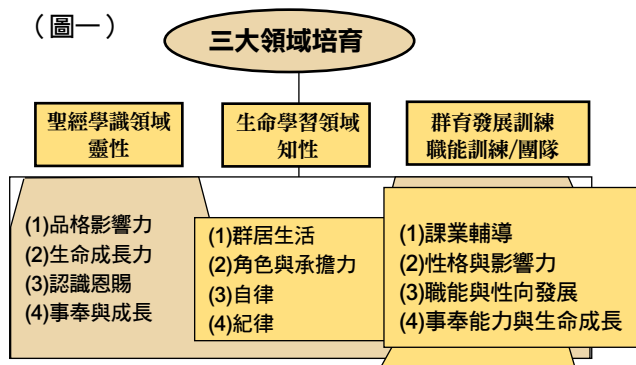 （圖一）
三大領域培育
聖經學識領域
靈性
生命學習領域
知性
群育發展訓練
職能訓練/團隊
(1)品格影響力
(2)生命成長力
(3)認識恩賜
(4)事奉與成長
(1)群居生活
(2)角色與承擔力
(3)自律
(4)紀律
(1)課業輔導
(2)性格與影響力
(3)職能與性向發展
(4)事奉能力與生命成長